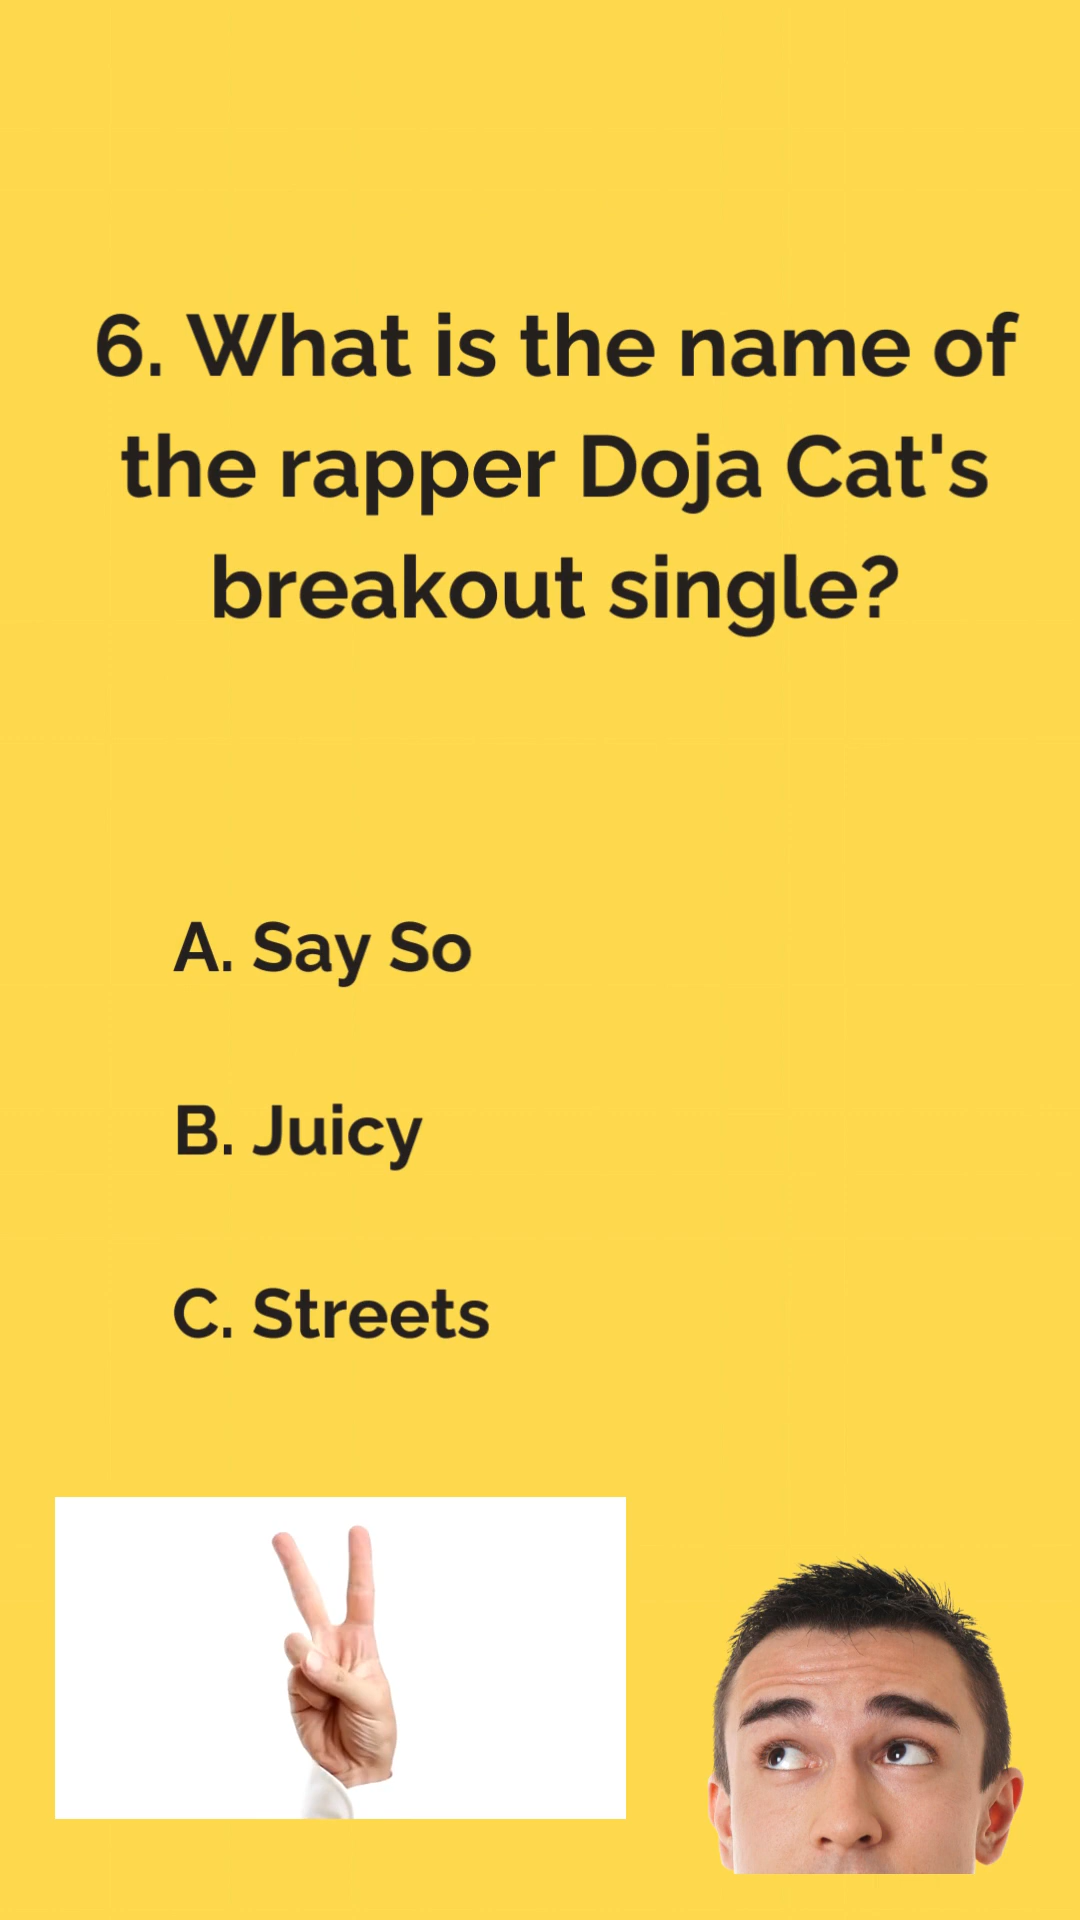 6. What is the name of
the rapper Doja Cat's
breakout single?
A. Say So
B. Juicy
C. Streets